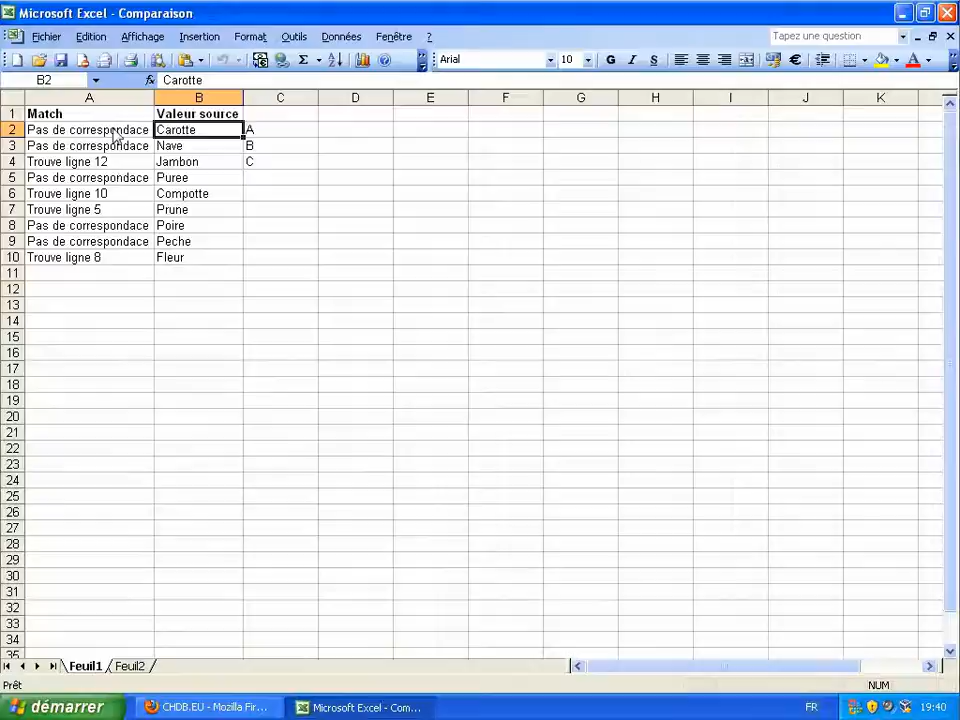 Microsoft Excel - Comparaison
Fichier Edition Affichage Insertion Format Outils Données Fenêtre ? Tapez une question
Arial 10 G I S
B2 fx Carotte
A B C D E F G H I J K
1 Match Valeur source
2 Pas de correspondace Carotte A
3 Pas de correspondace Nave B
4 Trouve ligne 12 Jambon C
5 Pas de correspondace Puree
6 Trouve ligne 10 Compotte
7 Trouve ligne 5 Prune
8 Pas de correspondace Poire
9 Pas de correspondace Peche
10 Trouve ligne 8 Fleur
11
12
13
14
15
16
17
18
19
20
21
22
23
24
25
26
27
28
29
30
31
32
33
34
35
Feuil1 Feuil2
Prêt NUM
démarrer CHDB.EU - Mozilla Fir... Microsoft Excel - Com... FR 19:40